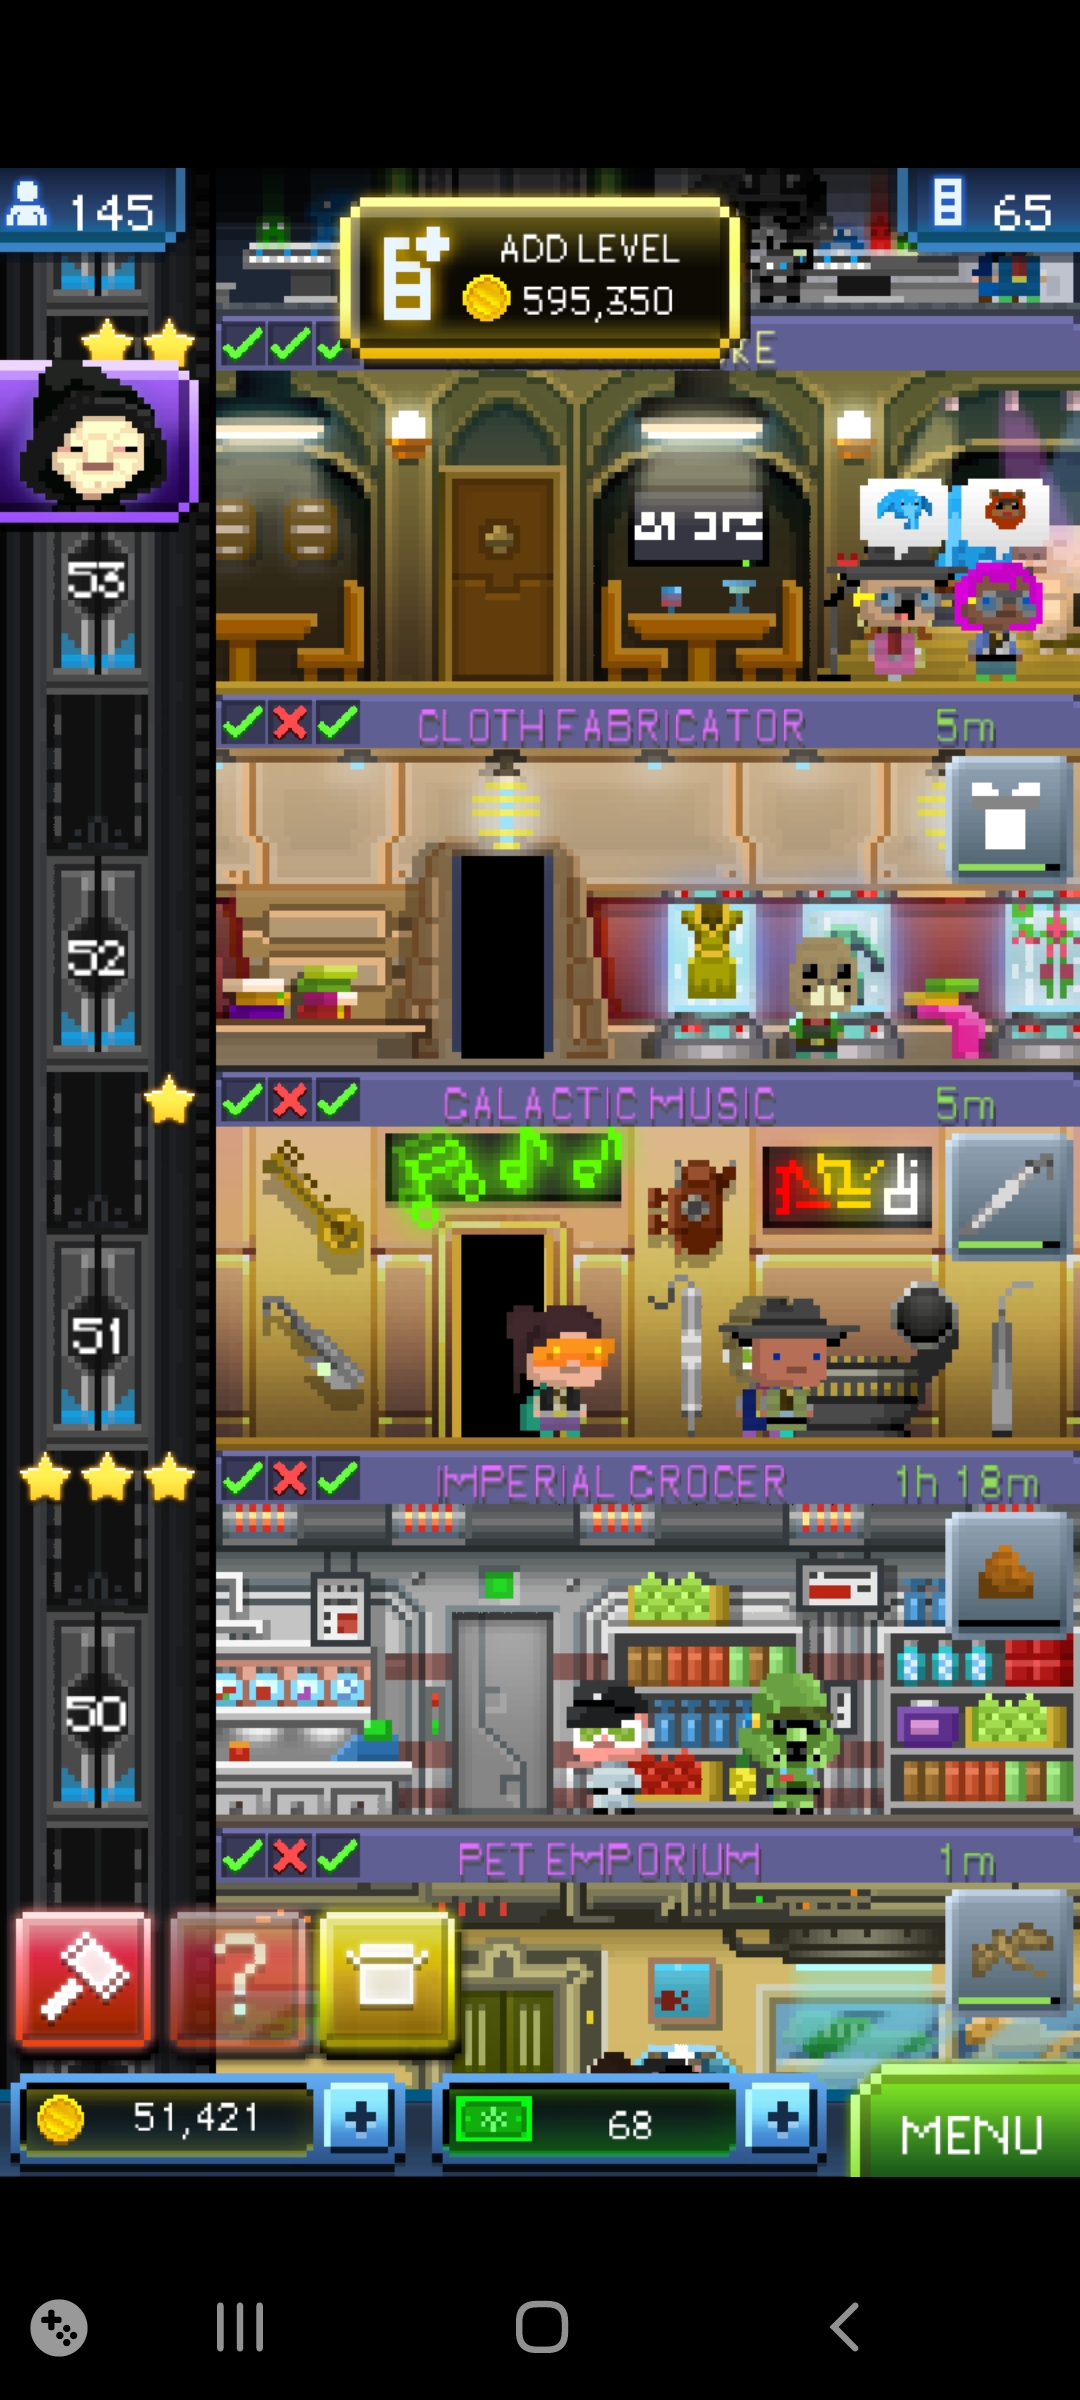 145
ADD LEVEL
595,350
65
53
CLOTH FABRICATOR 5m
52
GALACTIC MUSIC 5m
51
IMPERIAL GROCER 1h 18m
50
PET EMPORIUM 1m
?
51,421
68
MENU